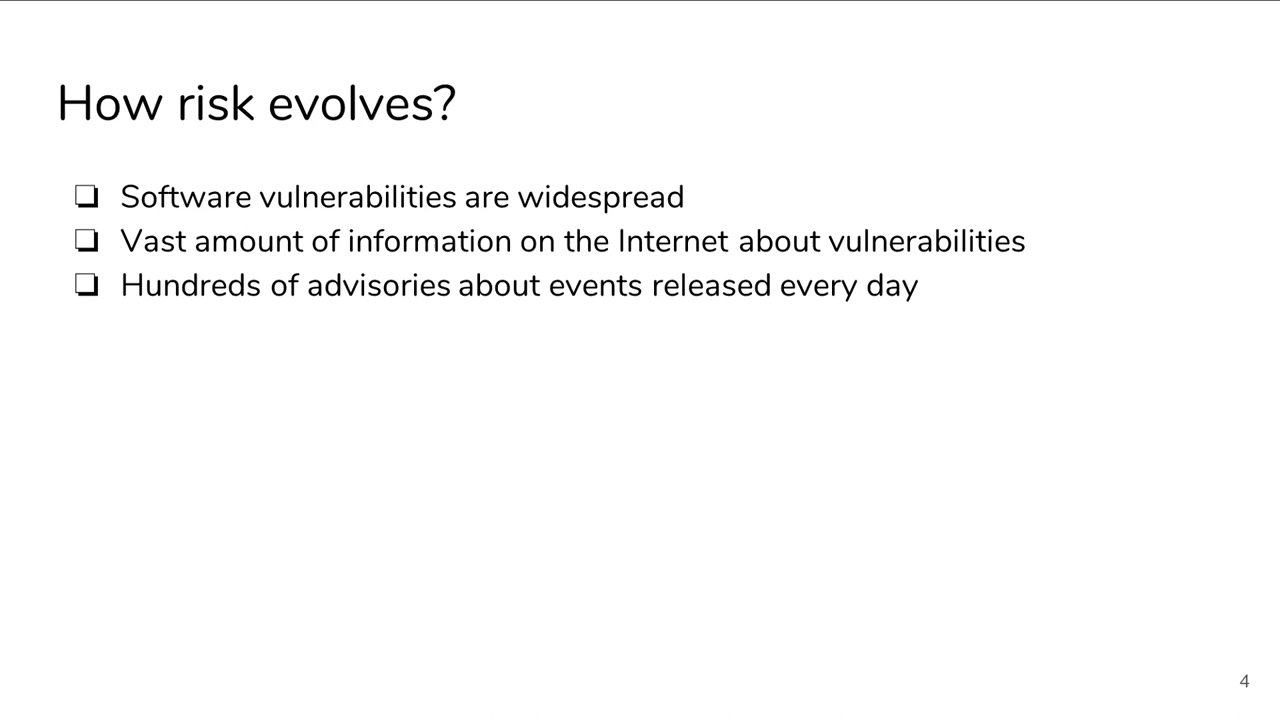 How risk evolves?
❏ Software vulnerabilities are widespread
❏ Vast amount of information on the Internet about vulnerabilities
❏ Hundreds of advisories about events released every day
4